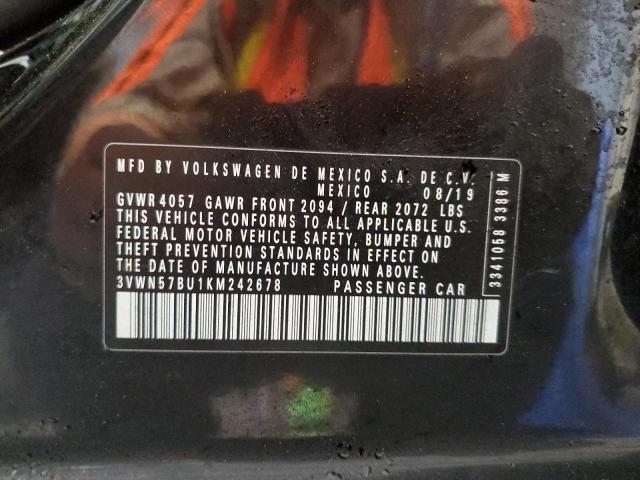 MFD BY VOLKSWAGEN DE MEXICO S.A. DE C.V.
MEXICO 08/19
GVWR 4057 GAWR FRONT 2094 / REAR 2072 LBS
THIS VEHICLE CONFORMS TO ALL APPLICABLE U.S.
FEDERAL MOTOR VEHICLE SAFETY, BUMPER AND
THEFT PREVENTION STANDARDS IN EFFECT ON
THE DATE OF MANUFACTURE SHOWN ABOVE.
3VWN57BU1KM242678 PASSENGER CAR
3341058 3386 M